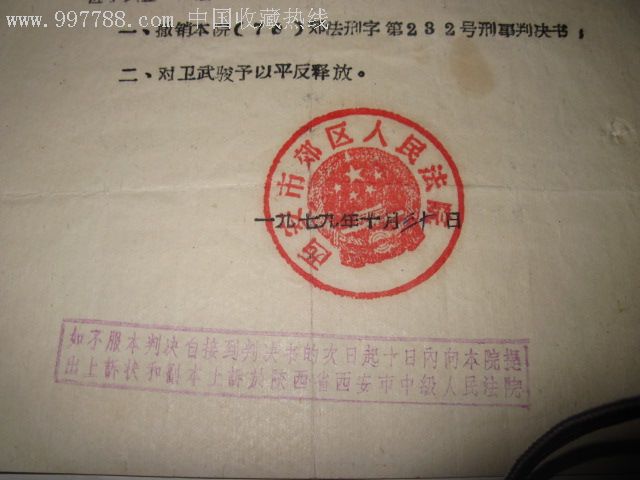 www.997788.com 中国收藏热线
一、撤销本院(78)郊法刑字第232号刑事判决书；
二、对卫武骏予以平反释放。
西安市郊区人民法院
一九七九年十月三十日
如不服本判决自接到判决书的次日起十日內向本院提
出上訴状和副本上訴於陝西省西安市中级人民法院